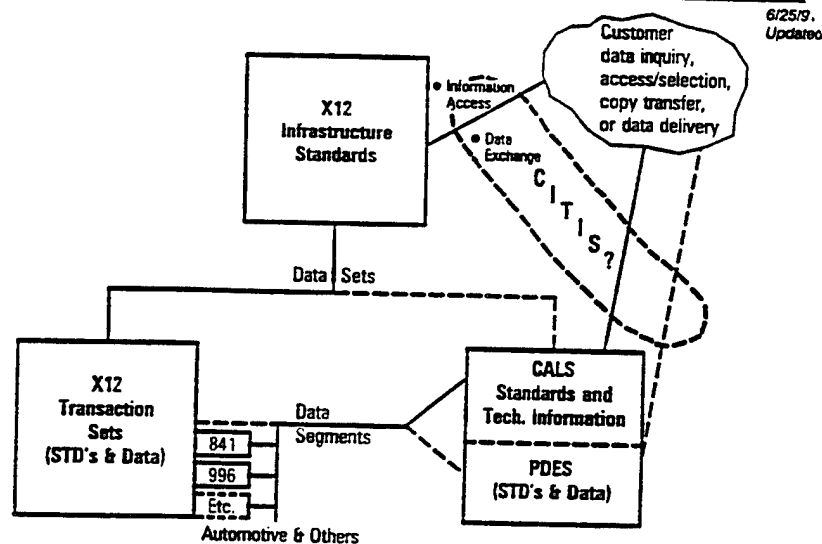 6/25/9.
Updated
Customer
data inquiry,
access/selection,
copy transfer,
or data delivery
X12
Infrastructure
Standards
• Information
Access
• Data
Exchange
CITIS?
Data Sets
X12
Transaction
Sets
(STD's & Data)
841
996
Etc.
Data
Segments
Automotive & Others
CALS
Standards and
Tech. Information
PDES
(STD's & Data)